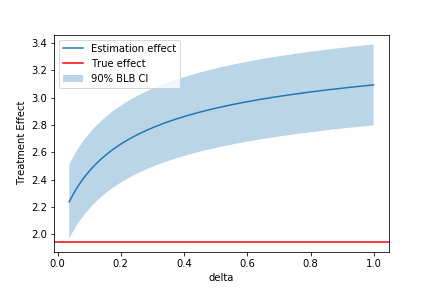 Estimation effect
True effect
90% BLB CI
Treatment Effect
3.4
3.2
3.0
2.8
2.6
2.4
2.2
2.0
0.0 0.2 0.4 0.6 0.8 1.0
delta